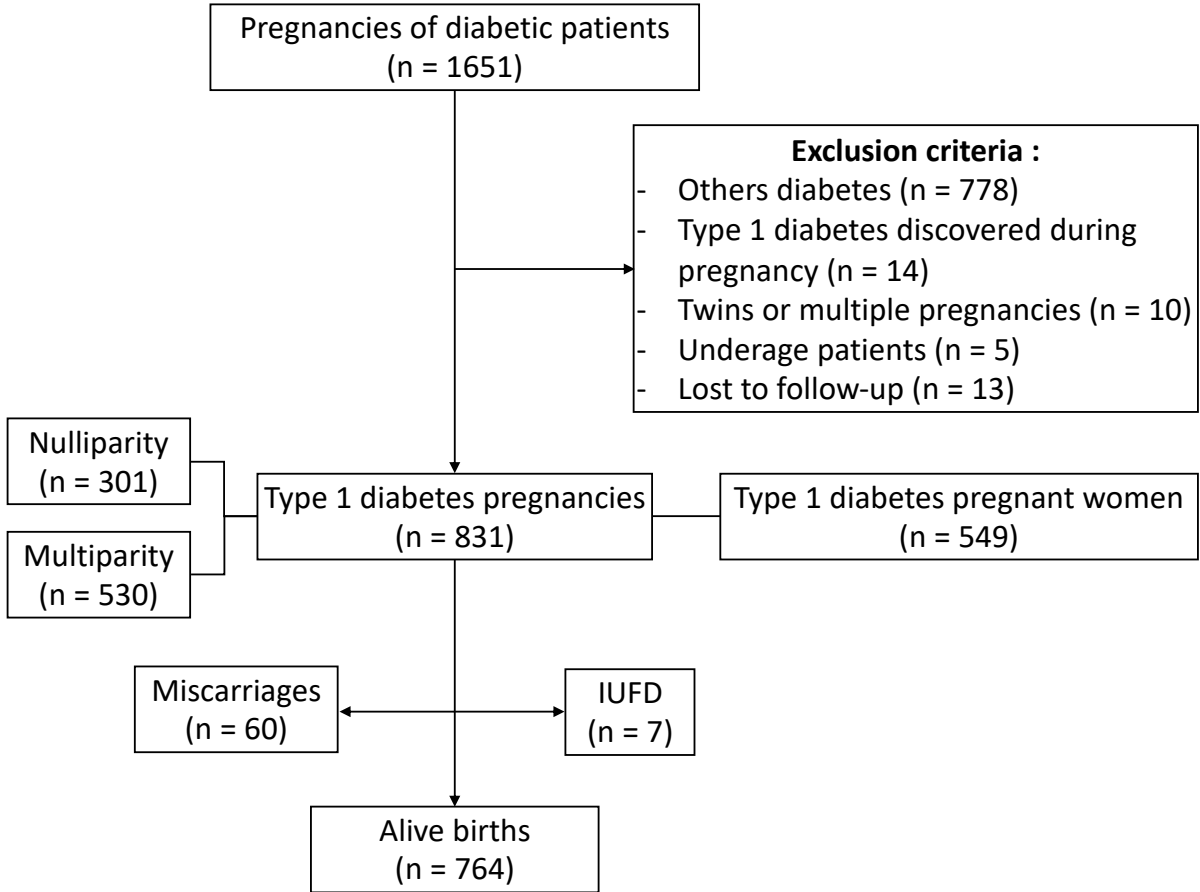 Pregnancies of diabetic patients
(n = 1651)
Exclusion criteria :
- Others diabetes (n = 778)
- Type 1 diabetes discovered during
pregnancy (n = 14)
- Twins or multiple pregnancies (n = 10)
- Underage patients (n = 5)
- Lost to follow-up (n = 13)
Nulliparity
(n = 301)
Multiparity
(n = 530)
Type 1 diabetes pregnancies
(n = 831)
Type 1 diabetes pregnant women
(n = 549)
Miscarriages
(n = 60)
IUFD
(n = 7)
Alive births
(n = 764)